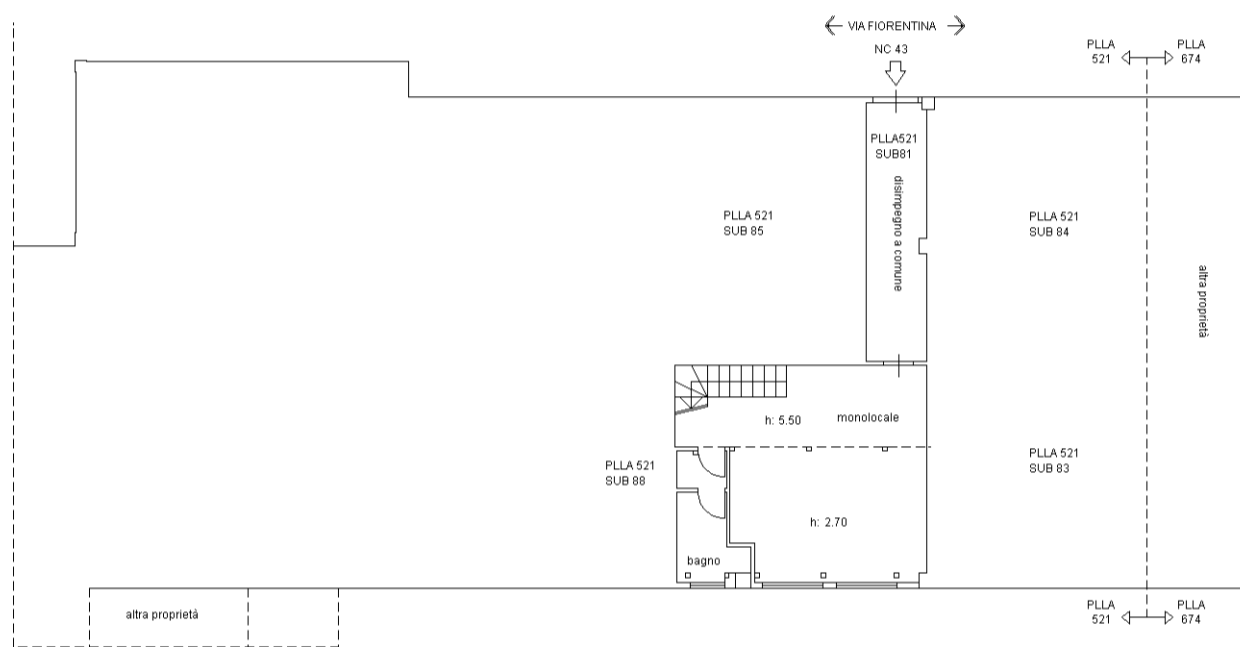 VIA FIORENTINA
NC 43
PLLA
521
PLLA
674
PLLA521
SUB81
disimpegno a comune
PLLA 521
SUB 85
PLLA 521
SUB 84
altra proprietà
h: 5.50
monolocale
PLLA 521
SUB 88
PLLA 521
SUB 83
h: 2.70
bagno
altra proprietà
PLLA
521
PLLA
674